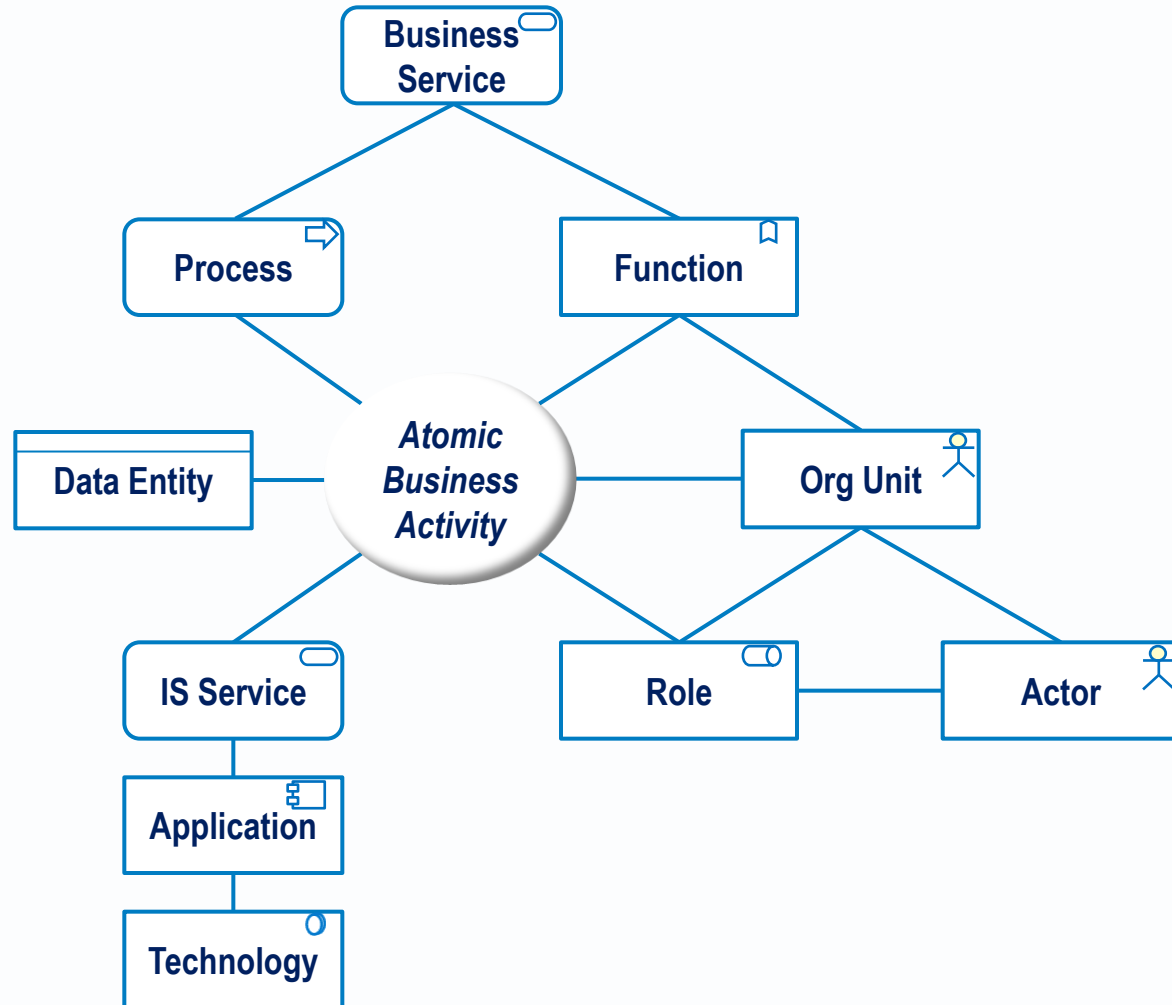 Business
Service
Process
Function
Atomic
Business
Activity
Data Entity
Org Unit
IS Service
Role
Actor
Application
Technology